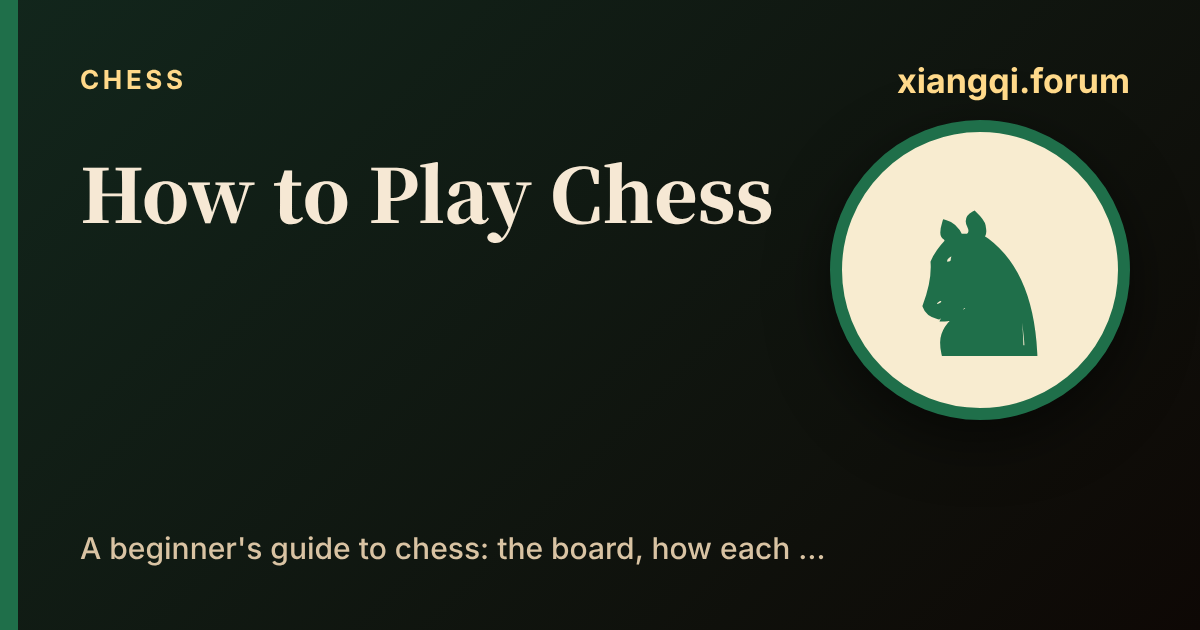 CHESS
xiangqi.forum
How to Play Chess
A beginner's guide to chess: the board, how each ...